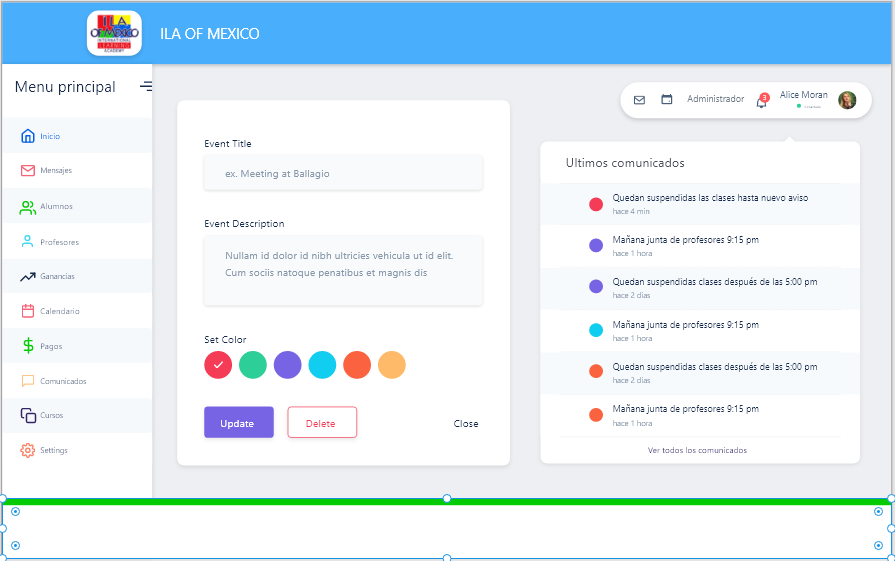 ILA
OF MEXICO
INTERNATIONAL
LEARNING
ACADEMY
ILA OF MEXICO
Menu principal
Inicio
Mensajes
Alumnos
Profesores
Ganancias
Calendario
Pagos
Comunicados
Cursos
Settings
Event Title
ex. Meeting at Ballagio
Event Description
Nullam id dolor id nibh ultricies vehicula ut id elit.
Cum sociis natoque penatibus et magnis dis
Set Color
Update
Delete
Close
Administrador
3
Alice Moran
Ultimos comunicados
Quedan suspendidas las clases hasta nuevo aviso
hace 4 min
Mañana junta de profesores 9:15 pm
hace 1 hora
Quedan suspendidas clases después de las 5:00 pm
hace 2 dias
Mañana junta de profesores 9:15 pm
hace 1 hora
Quedan suspendidas clases después de las 5:00 pm
hace 2 dias
Mañana junta de profesores 9:15 pm
hace 1 hora
Ver todos los comunicados